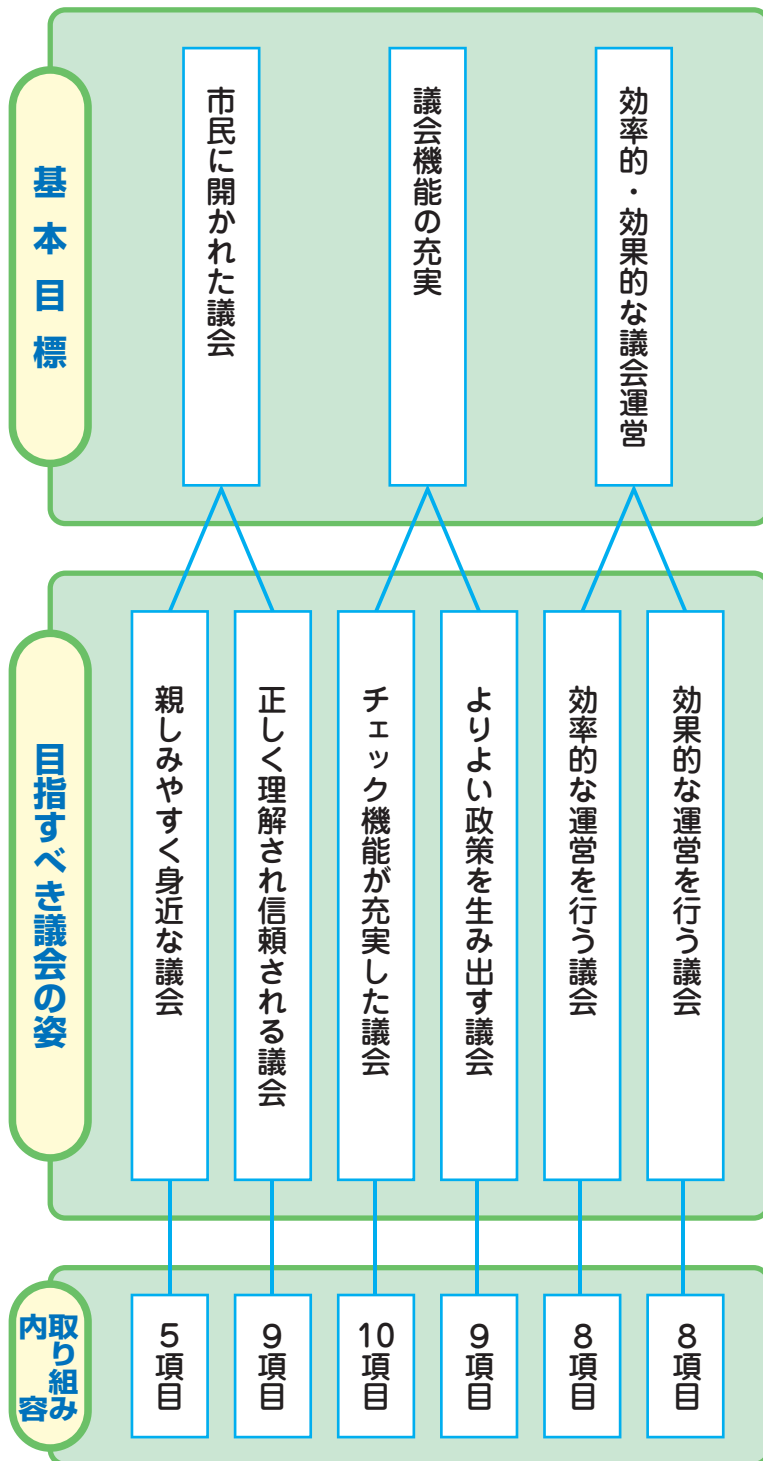 基本目標
市民に開かれた議会
議会機能の充実
効率的・効果的な議会運営
目指すべき議会の姿
親しみやすく身近な議会
正しく理解され信頼される議会
チェック機能が充実した議会
よりよい政策を生み出す議会
効率的な運営を行う議会
効果的な運営を行う議会
取り組み
内容
5項目
9項目
10項目
9項目
8項目
8項目